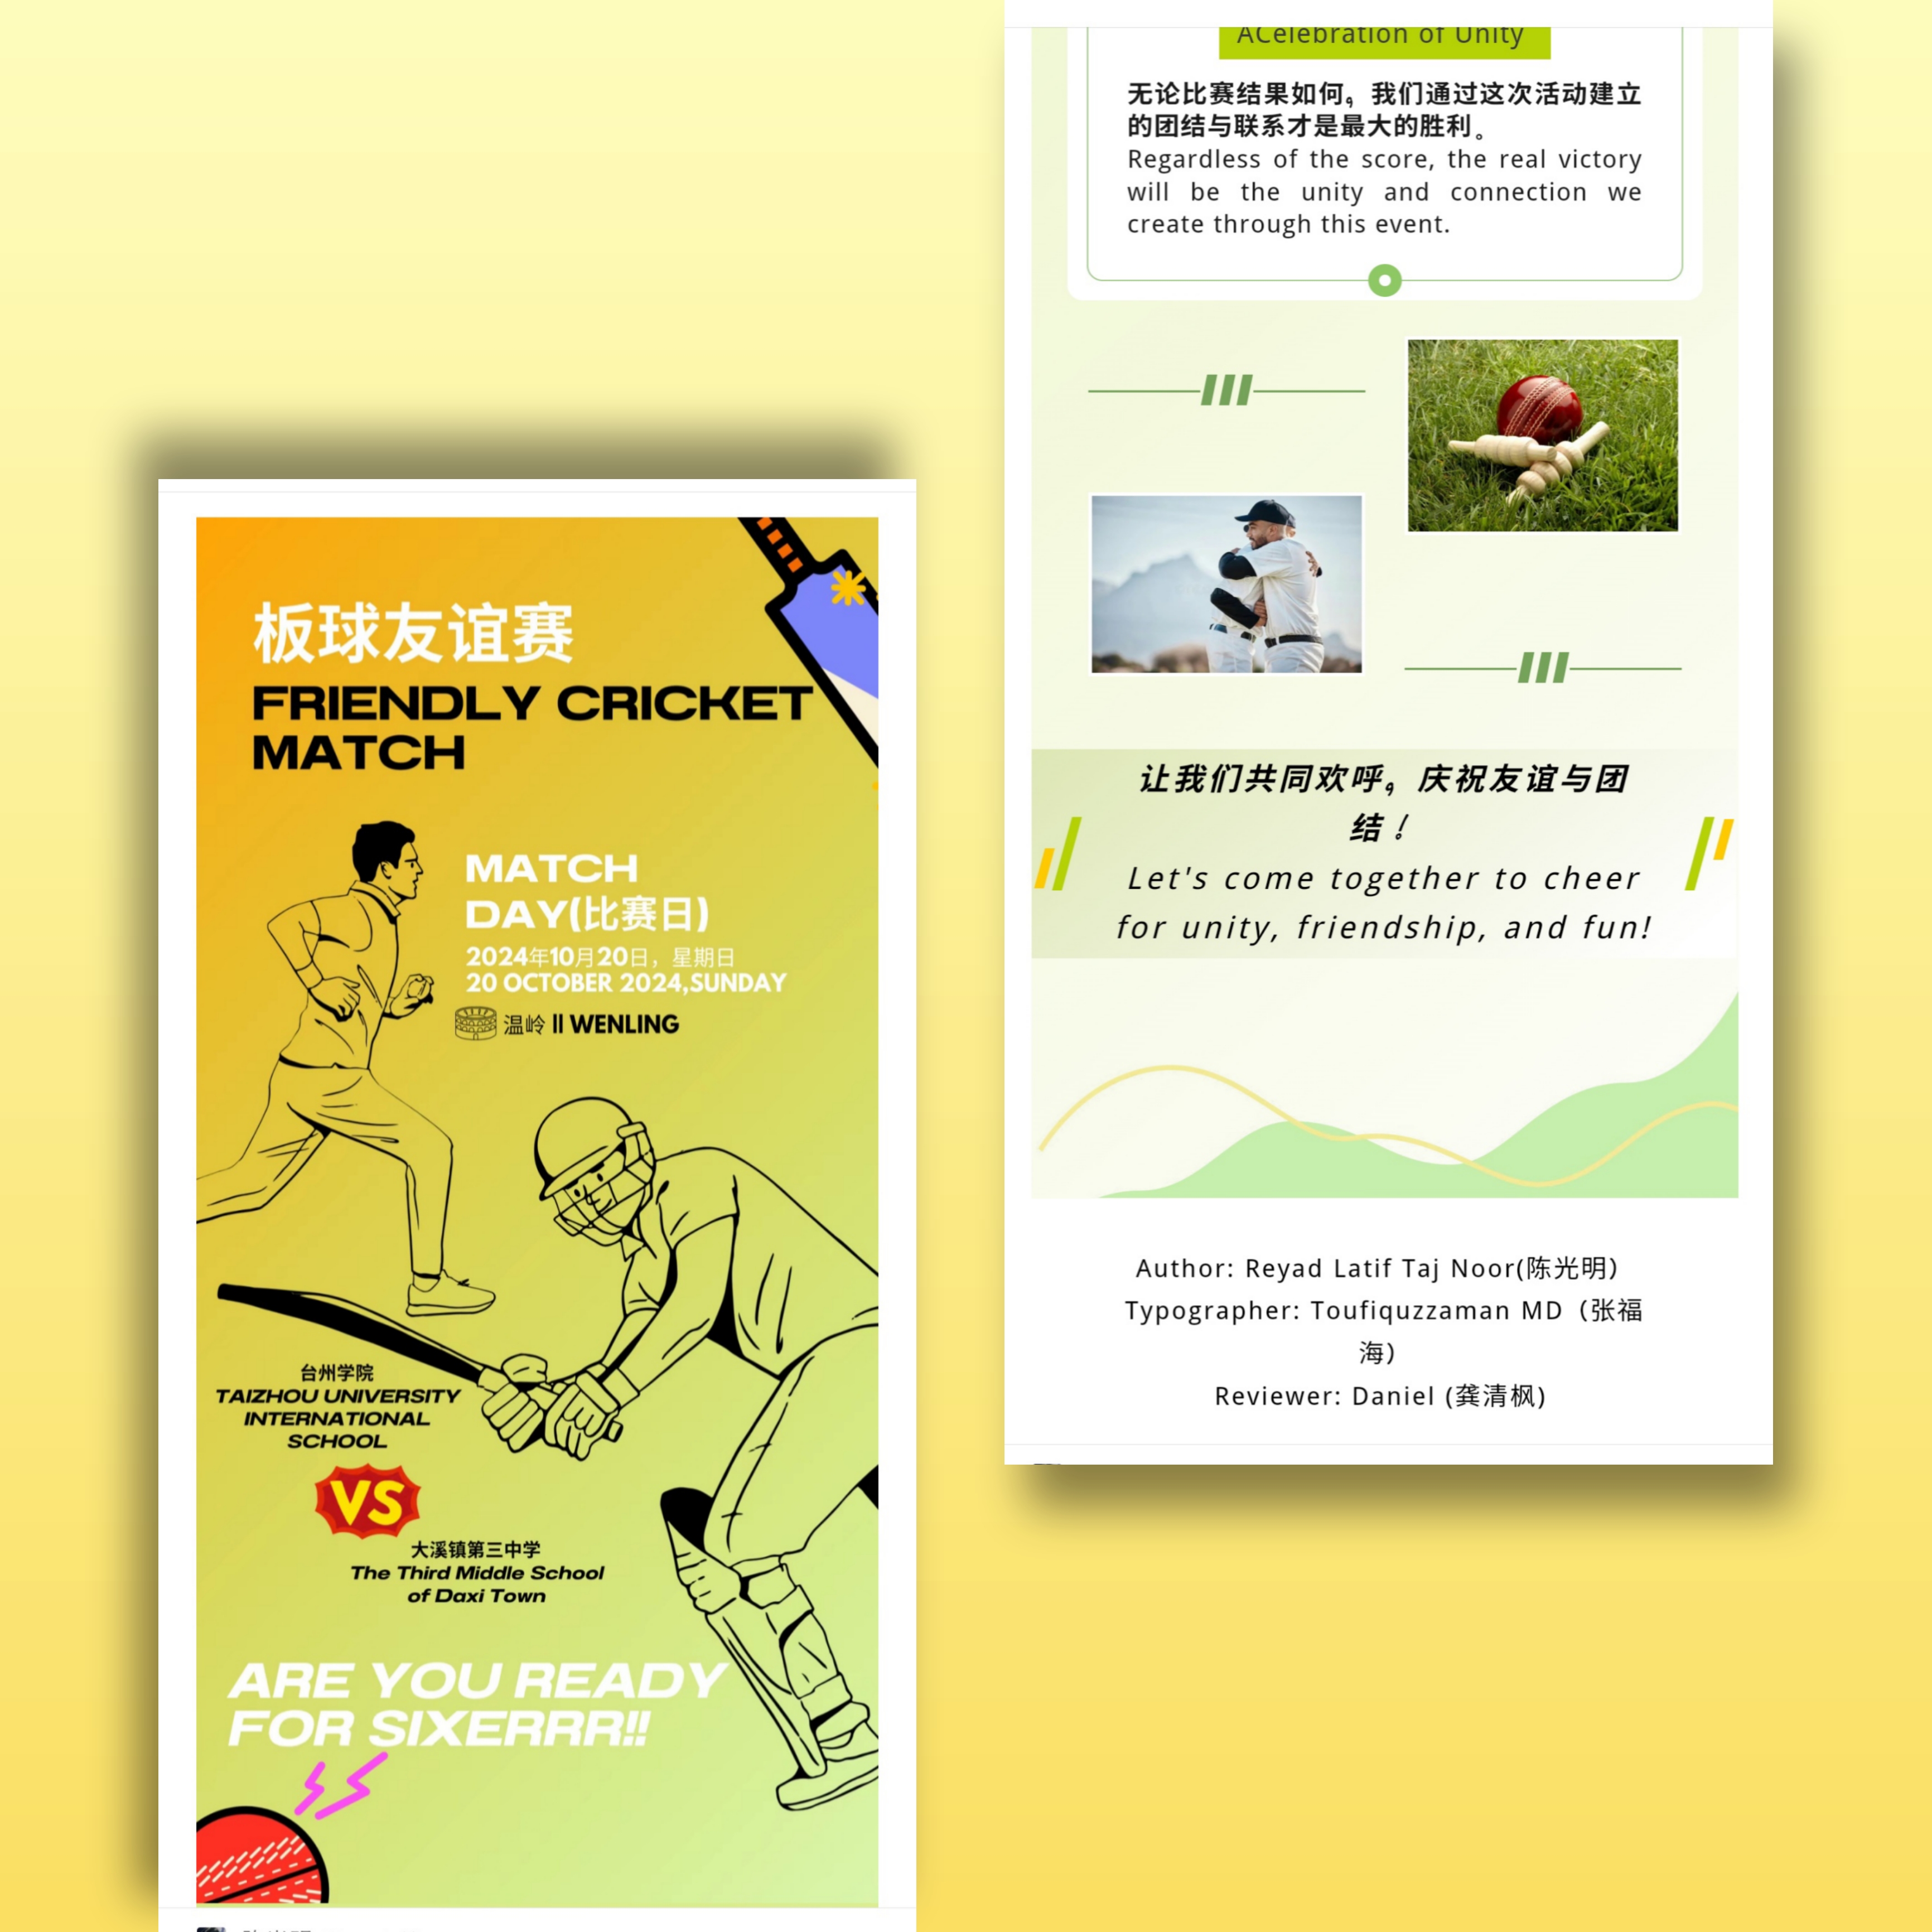 板球友谊赛
FRIENDLY CRICKET
MATCH
MATCH
DAY(比赛日)
2024年10月20日，星期日
20 OCTOBER 2024,SUNDAY
温岭 || WENLING
台州学院
TAIZHOU UNIVERSITY
INTERNATIONAL
SCHOOL
VS
大溪镇第三中学
The Third Middle School
of Daxi Town
ARE YOU READY
FOR SIXERRR!!
ACelebration of Unity
无论比赛结果如何，我们通过这次活动建立
的团结与联系才是最大的胜利。
Regardless of the score, the real victory
will be the unity and connection we
create through this event.
让我们共同欢呼，庆祝友谊与团
结！
Let's come together to cheer
for unity, friendship, and fun!
Author: Reyad Latif Taj Noor(陈光明)
Typographer: Toufiquzzaman MD（张福
海）
Reviewer: Daniel (龚清枫)